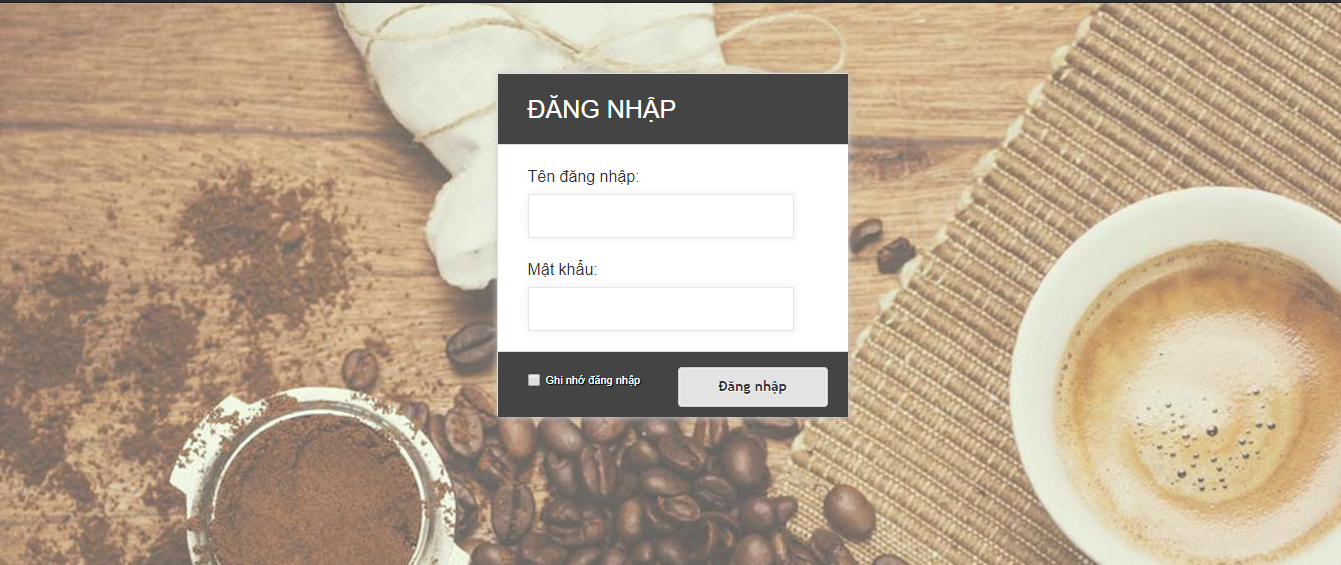 ĐĂNG NHẬP
Tên đăng nhập:
Mật khẩu:
Ghi nhớ đăng nhập
Đăng nhập